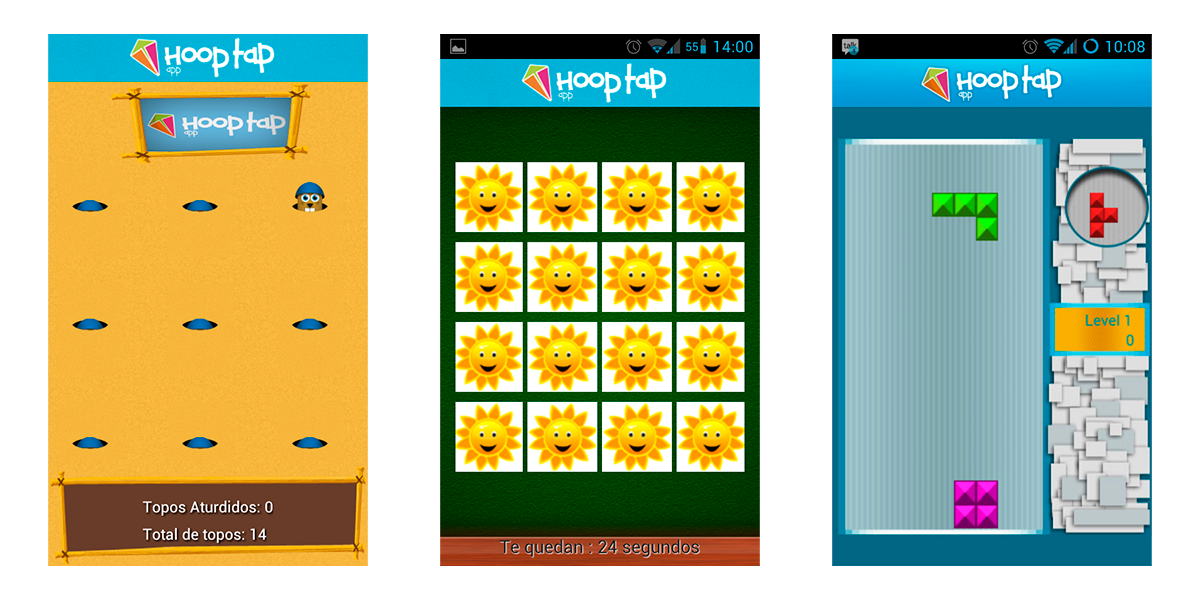 Hooptap
app
Hooptap
app
Topos Aturdidos: 0
Total de topos: 14
55 14:00
Hooptap
app
Te quedan : 24 segundos
talk
10:08
Hooptap
app
Level 1
0